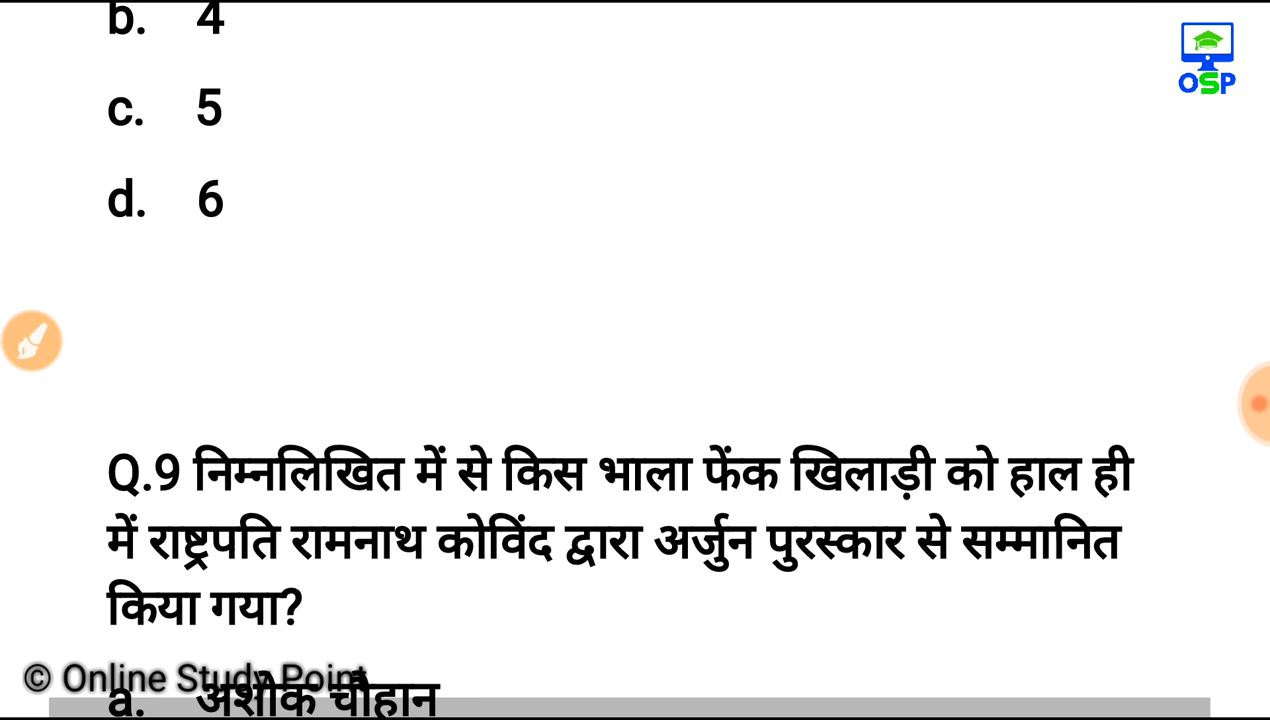 b. 4
OSP
c. 5
d. 6
Q.9 निम्नलिखित में से किस भाला फेंक खिलाड़ी को हाल ही
में राष्ट्रपति रामनाथ कोविंद द्वारा अर्जुन पुरस्कार से सम्मानित
किया गया?
© Online Study Point
a. अशोक चौहान